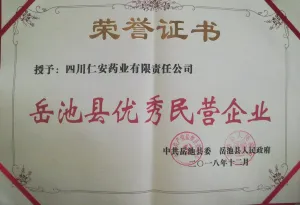 荣誉证书
授予：四川仁安药业有限责任公司
岳池县优秀民营企业
中共岳池县委 岳池县人民政府
二〇一八年十二月